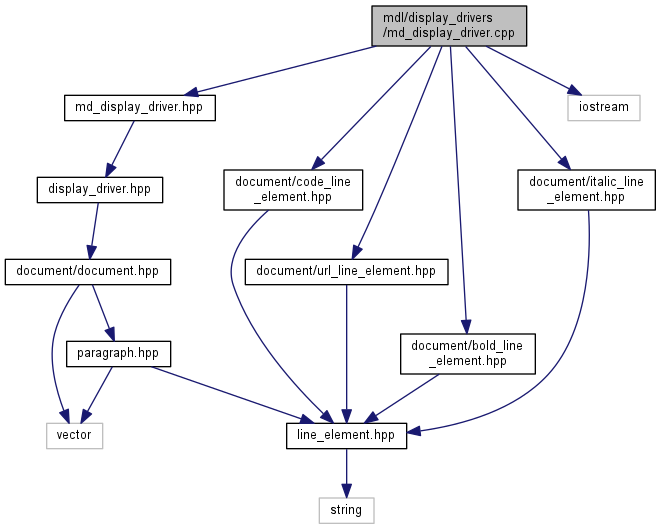 mdl/display_drivers
/md_display_driver.cpp
md_display_driver.hpp
iostream
display_driver.hpp
document/code_line
_element.hpp
document/italic_line
_element.hpp
document/document.hpp
document/url_line_element.hpp
paragraph.hpp
document/bold_line
_element.hpp
vector
line_element.hpp
string